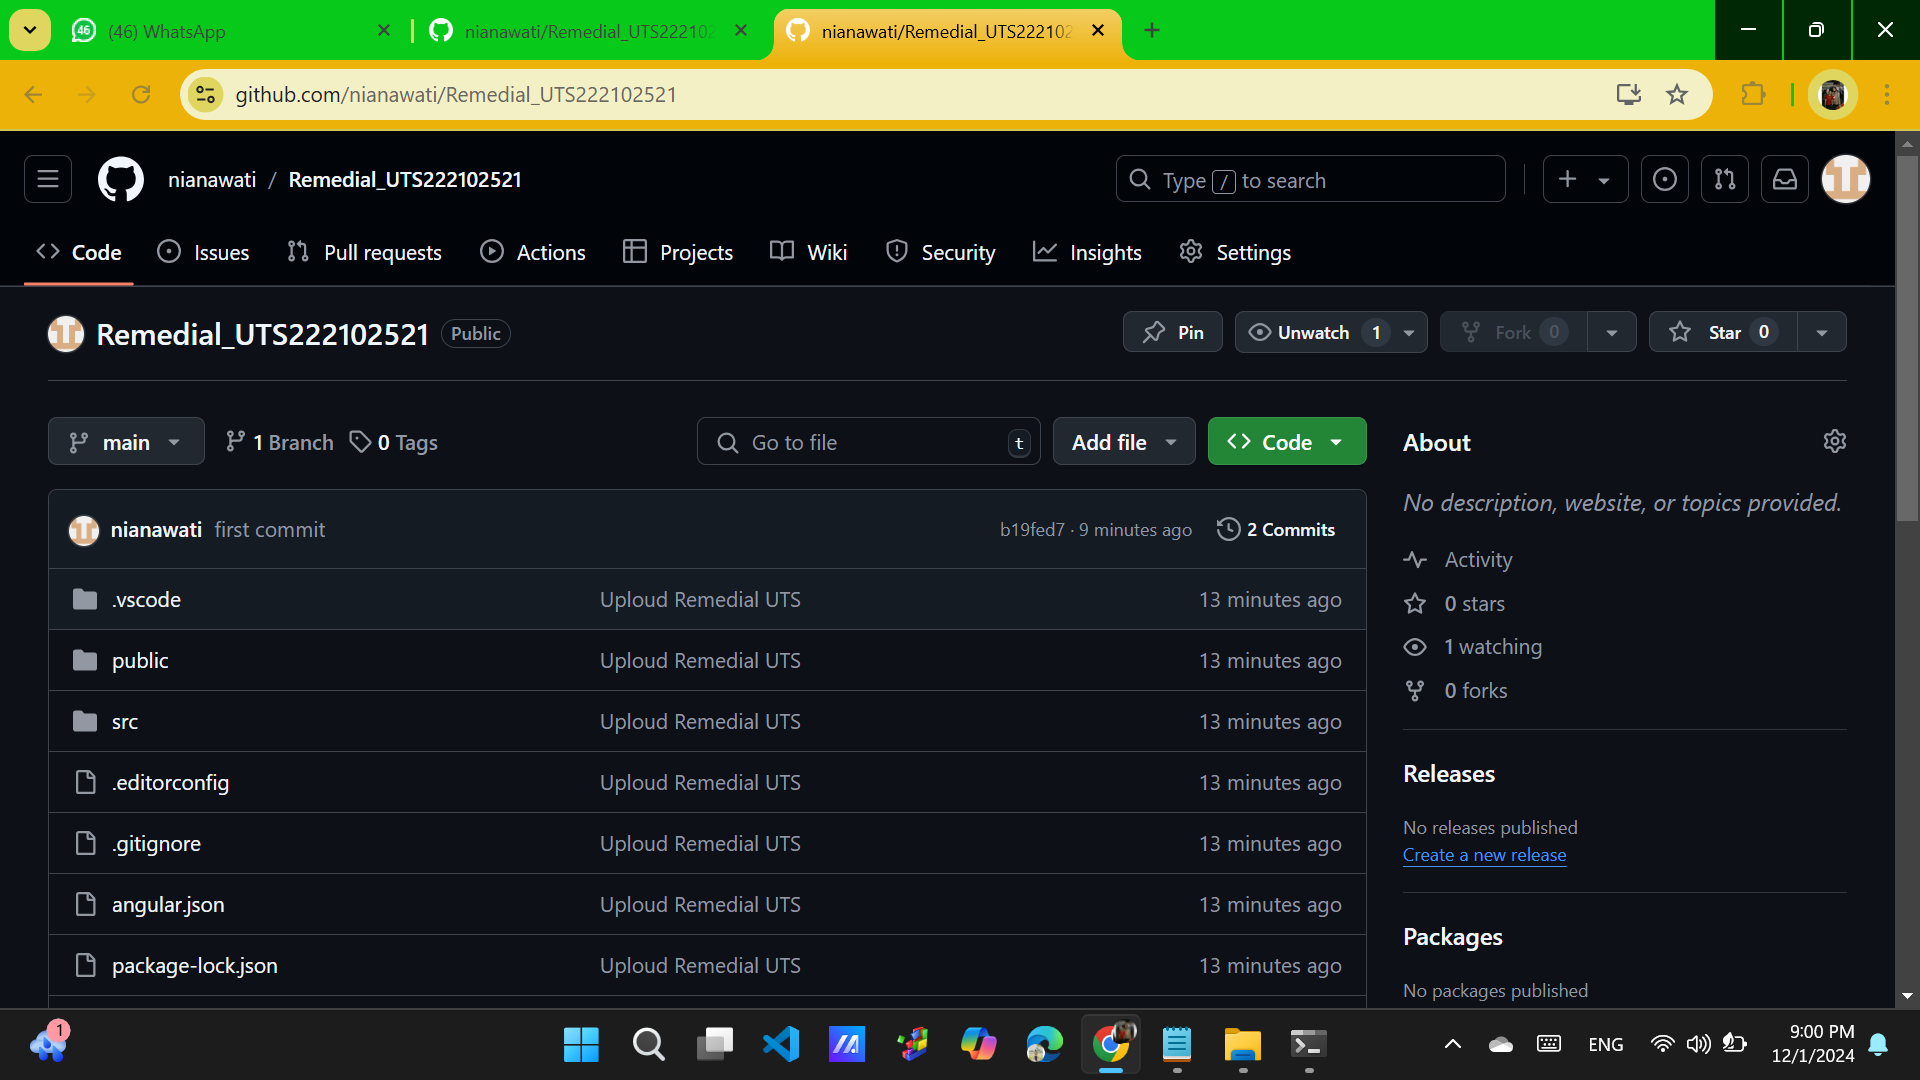 46 (46) WhatsApp
nianawati/Remedial_UTS222102
nianawati/Remedial_UTS222102
github.com/nianawati/Remedial_UTS222102521
nianawati / Remedial_UTS222102521
Type / to search
Code Issues Pull requests Actions Projects Wiki Security Insights Settings
Remedial_UTS222102521 Public
Pin Unwatch 1 Fork 0 Star 0
main 1 Branch 0 Tags Go to file t Add file Code
About
No description, website, or topics provided.
nianawati first commit b19fed7 · 9 minutes ago 2 Commits
Activity
.vscode Uploud Remedial UTS 13 minutes ago
0 stars
1 watching
public Uploud Remedial UTS 13 minutes ago
0 forks
src Uploud Remedial UTS 13 minutes ago
Releases
.editorconfig Uploud Remedial UTS 13 minutes ago
No releases published
.gitignore Uploud Remedial UTS 13 minutes ago
Create a new release
angular.json Uploud Remedial UTS 13 minutes ago
Packages
package-lock.json Uploud Remedial UTS 13 minutes ago
No packages published
1
ENG
9:00 PM
12/1/2024